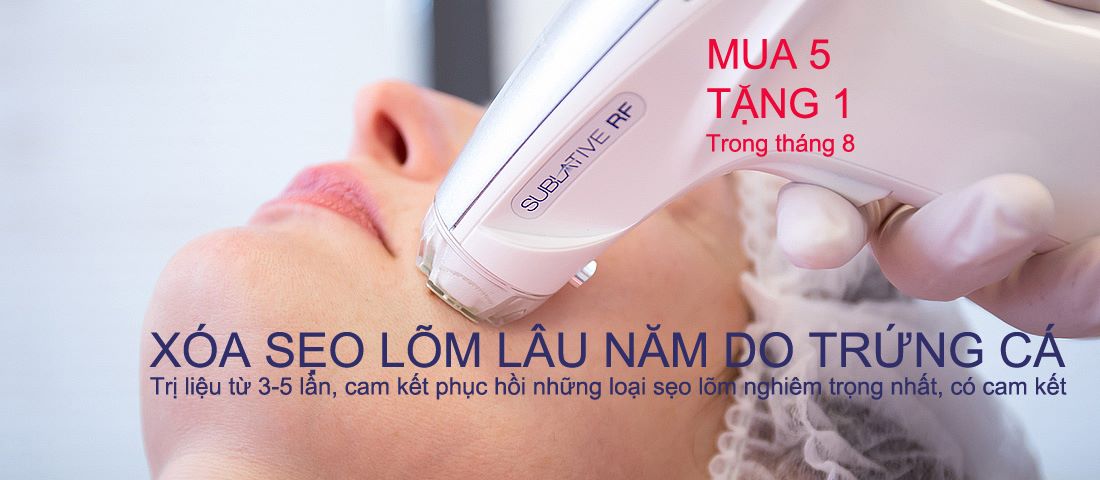 MUA 5
TẶNG 1
Trong tháng 8
SUBLATIVE RF
XÓA SẸO LÕM LÂU NĂM DO TRỨNG CÁ
Trị liệu từ 3-5 lần, cam kết phục hồi những loại sẹo lõm nghiêm trọng nhất, có cam kết